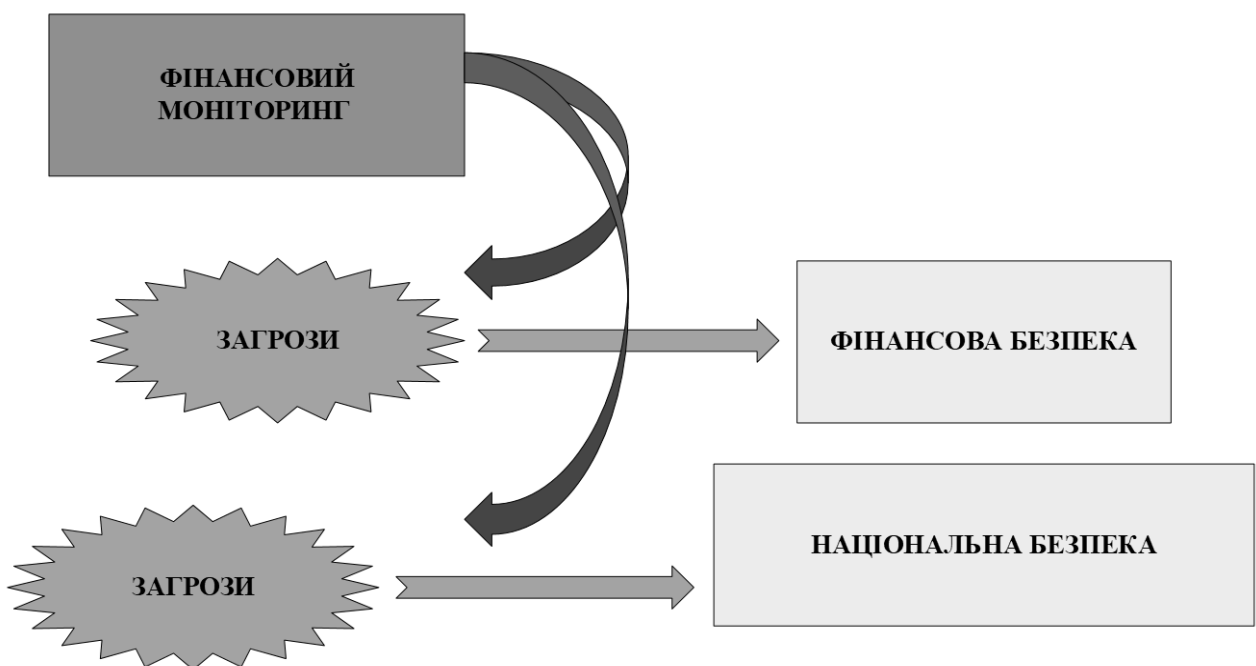 ФІНАНСОВИЙ
МОНІТОРИНГ
ЗАГРОЗИ
ФІНАНСОВА БЕЗПЕКА
НАЦІОНАЛЬНА БЕЗПЕКА
ЗАГРОЗИ